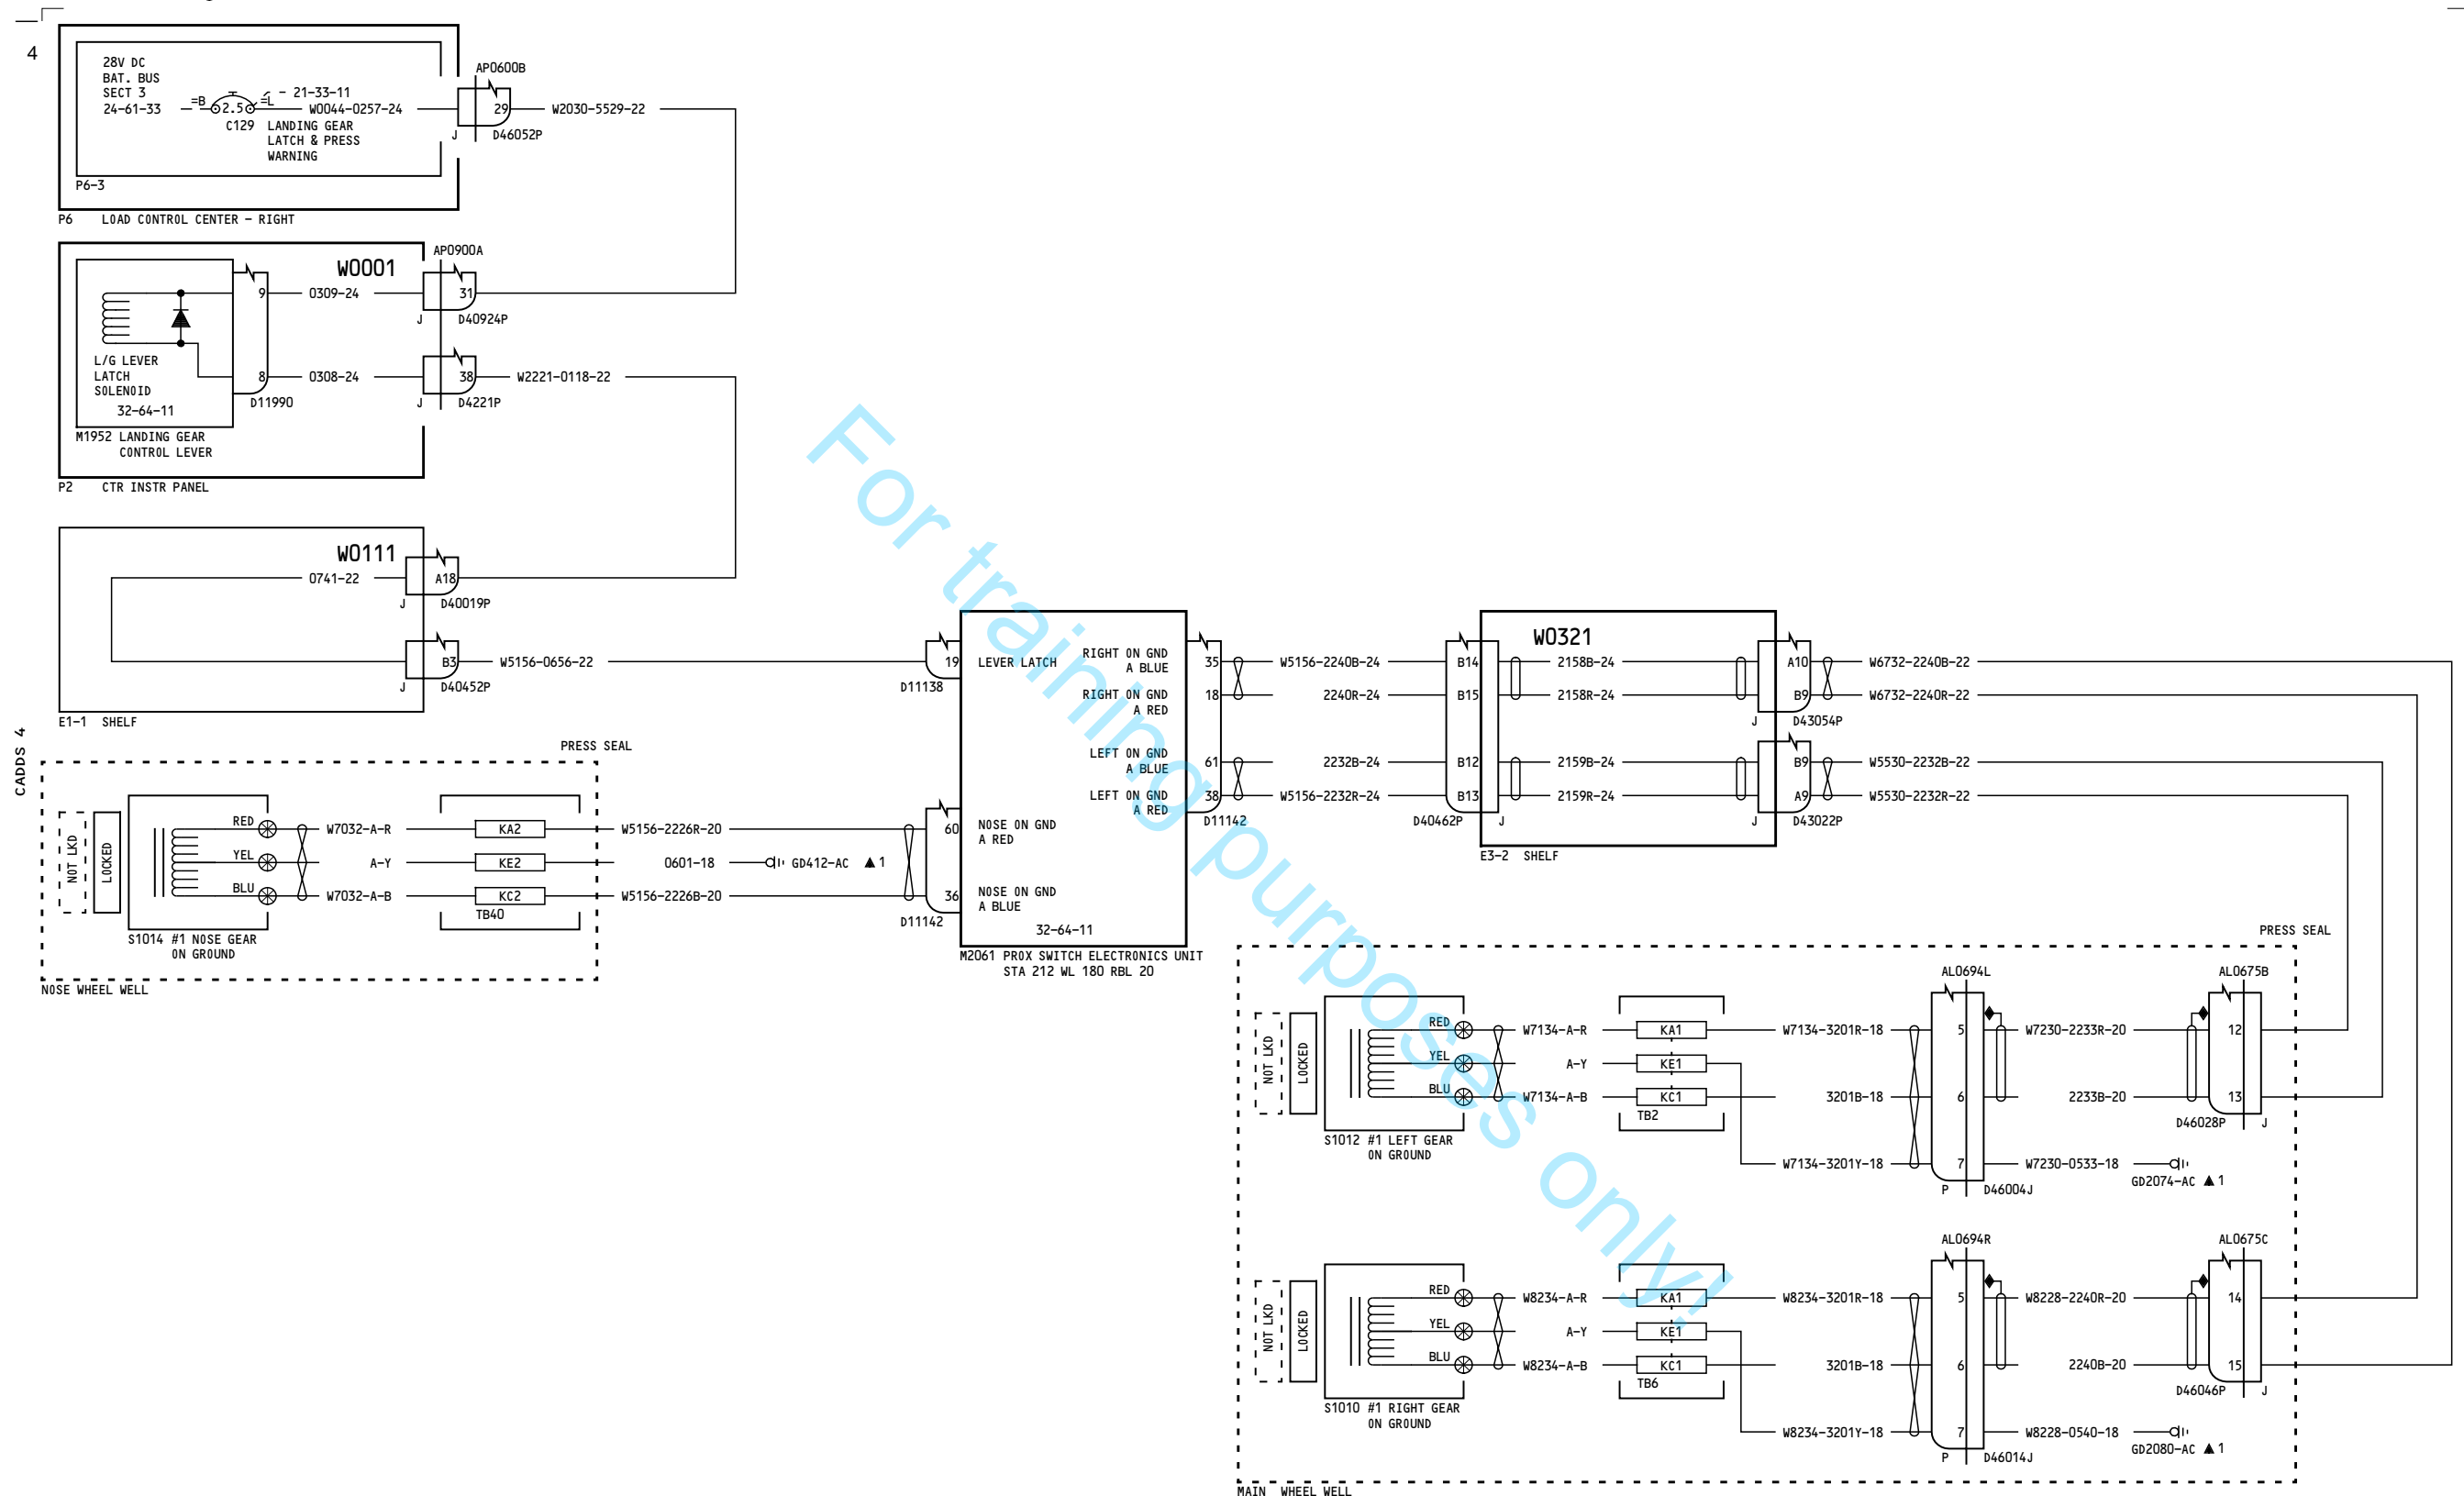 4
28V DC
BAT. BUS
SECT 3
24-61-33
=B
2.5
=L
21-33-11
W0044-0257-24
C129
LANDING GEAR
LATCH & PRESS
WARNING
P6-3
P6 LOAD CONTROL CENTER - RIGHT
AP0600B
29
J
D46052P
W2030-5529-22
AP0900A
W0001
9
0309-24
31
J
D40924P
L/G LEVER
LATCH
SOLENOID
32-64-11
8
0308-24
38
W2221-0118-22
D11990
J
D4221P
M1952 LANDING GEAR
CONTROL LEVER
P2 CTR INSTR PANEL
W0111
0741-22
A18
J
D40019P
B3
W5156-0656-22
J
D40452P
E1-1 SHELF
CADDS 4
PRESS SEAL
NOT LKD
LOCKED
RED
W7032-A-R
KA2
W5156-2226R-20
YEL
A-Y
KE2
0601-18
GD412-AC ▲1
BLU
W7032-A-B
KC2
W5156-2226B-20
TB40
S1014 #1 NOSE GEAR
ON GROUND
NOSE WHEEL WELL
19
LEVER LATCH
D11138
60
NOSE ON GND
A RED
36
NOSE ON GND
A BLUE
D11142
32-64-11
RIGHT ON GND
A BLUE
35
RIGHT ON GND
A RED
18
LEFT ON GND
A BLUE
61
LEFT ON GND
A RED
38
D11142
M2061 PROX SWITCH ELECTRONICS UNIT
STA 212 WL 180 RBL 20
W5156-2240B-24
2240R-24
2232B-24
W5156-2232R-24
B14
B15
B12
B13
D40462P
J
W0321
2158B-24
2158R-24
2159B-24
2159R-24
A10
B9
J
D43054P
B9
A9
J
D43022P
E3-2 SHELF
W6732-2240B-22
W6732-2240R-22
W5530-2232B-22
W5530-2232R-22
PRESS SEAL
NOT LKD
LOCKED
RED
W7134-A-R
KA1
W7134-3201R-18
YEL
A-Y
KE1
BLU
W7134-A-B
KC1
3201B-18
TB2
W7134-3201Y-18
S1012 #1 LEFT GEAR
ON GROUND
AL0694L
5
6
7
P
D46004J
W7230-2233R-20
2233B-20
W7230-0533-18
GD2074-AC ▲1
AL0675B
12
13
D46028P
J
NOT LKD
LOCKED
RED
W8234-A-R
KA1
W8234-3201R-18
YEL
A-Y
KE1
BLU
W8234-A-B
KC1
3201B-18
TB6
W8234-3201Y-18
S1010 #1 RIGHT GEAR
ON GROUND
AL0694R
5
6
7
P
D46014J
W8228-2240R-20
2240B-20
W8228-0540-18
GD2080-AC ▲1
AL0675C
14
15
D46046P
J
MAIN WHEEL WELL
For training purposes only!